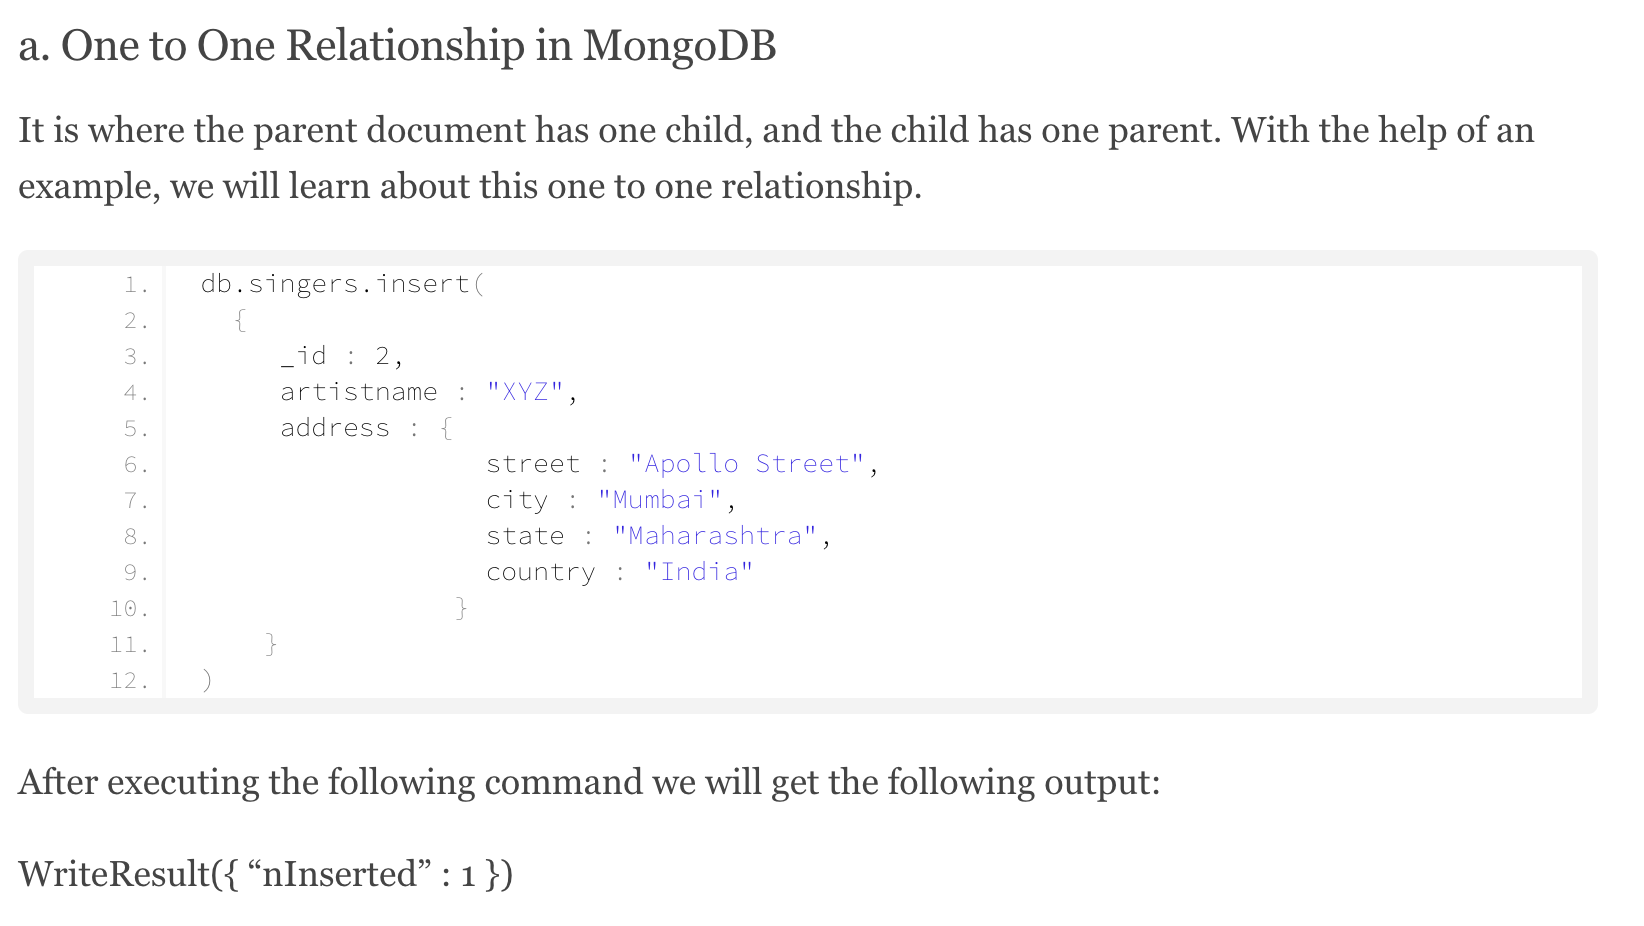 a. One to One Relationship in MongoDB
It is where the parent document has one child, and the child has one parent. With the help of an
example, we will learn about this one to one relationship.
1. db.singers.insert(
2. {
3. _id : 2,
4. artistname : "XYZ",
5. address : {
6. street : "Apollo Street",
7. city : "Mumbai",
8. state : "Maharashtra",
9. country : "India"
10. }
11. }
12. )
After executing the following command we will get the following output:
WriteResult({ “nInserted” : 1 })